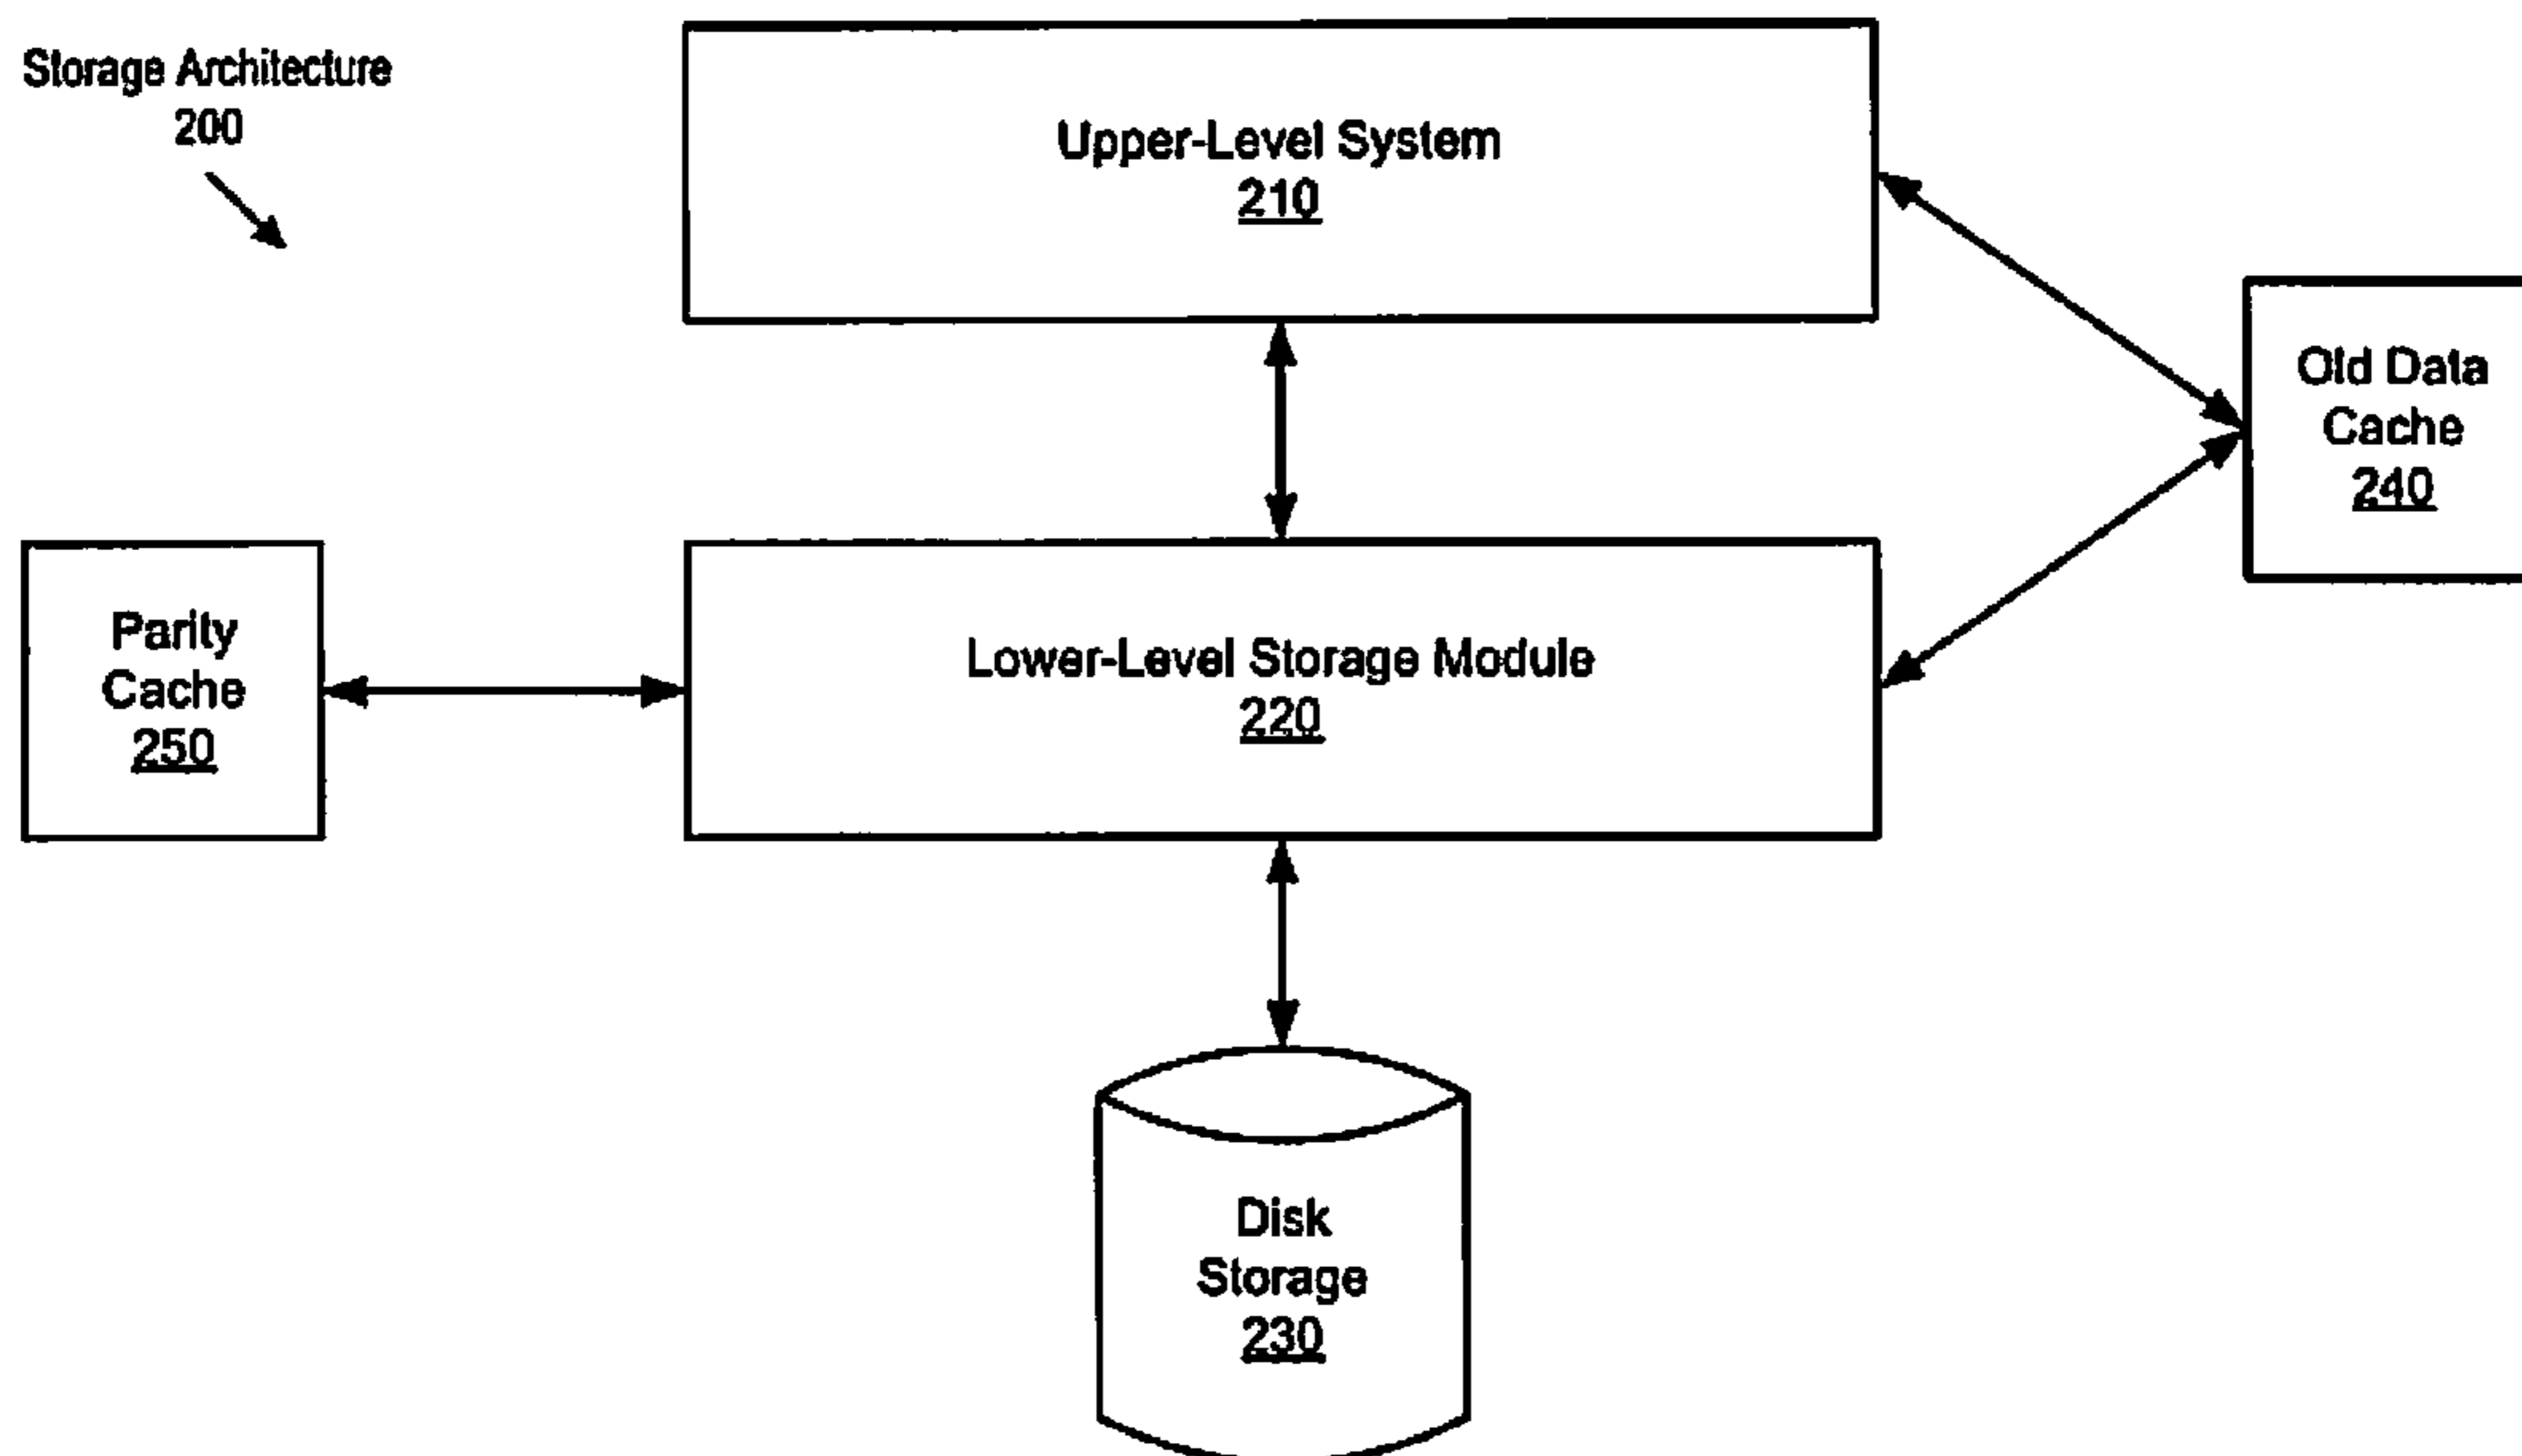 Storage Architecture
200
Upper-Level System
210
Old Data
Cache
240
Parity
Cache
250
Lower-Level Storage Module
220
Disk
Storage
230